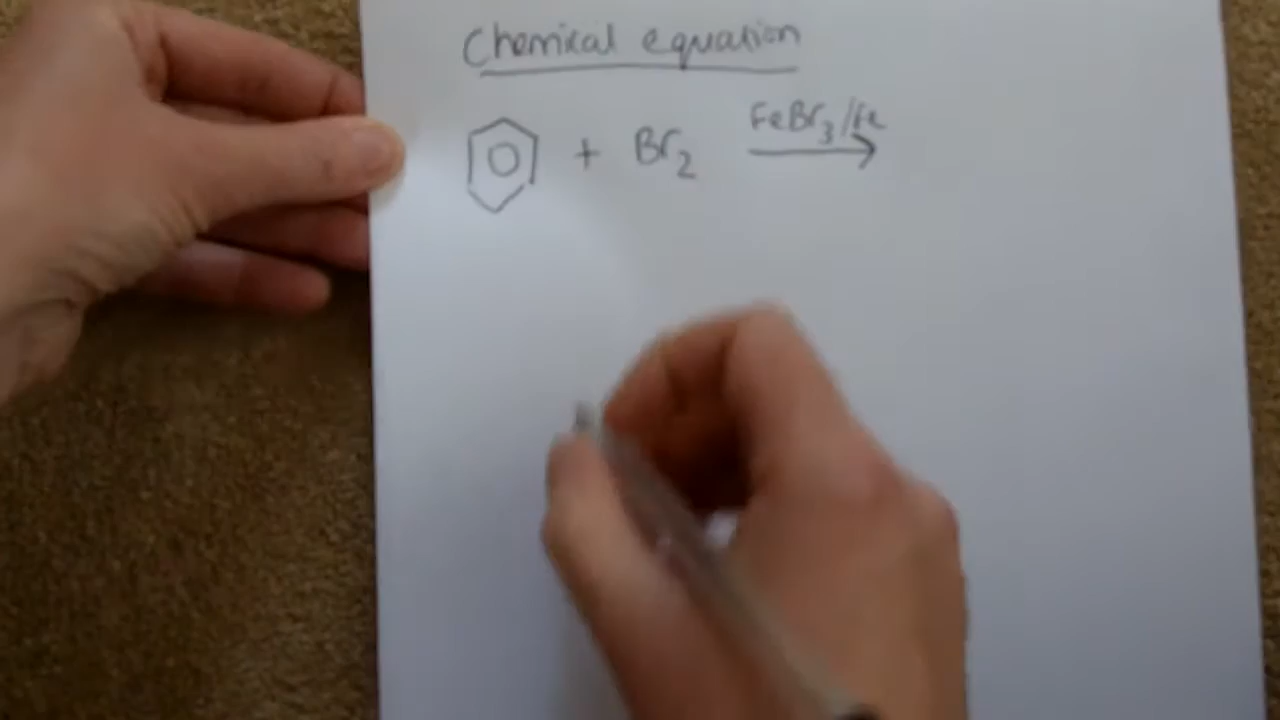 Chemical equation
+ Br2 FeBr3/Fe →